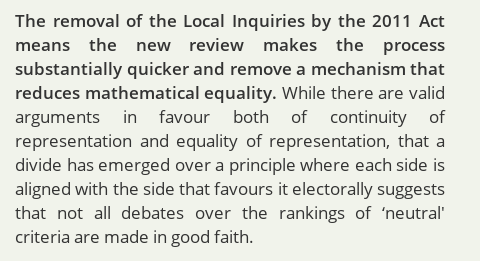 The removal of the Local Inquiries by the 2011 Act
means the new review makes the process
substantially quicker and remove a mechanism that
reduces mathematical equality. While there are valid
arguments in favour both of continuity of
representation and equality of representation, that a
divide has emerged over a principle where each side is
aligned with the side that favours it electorally suggests
that not all debates over the rankings of ‘neutral'
criteria are made in good faith.